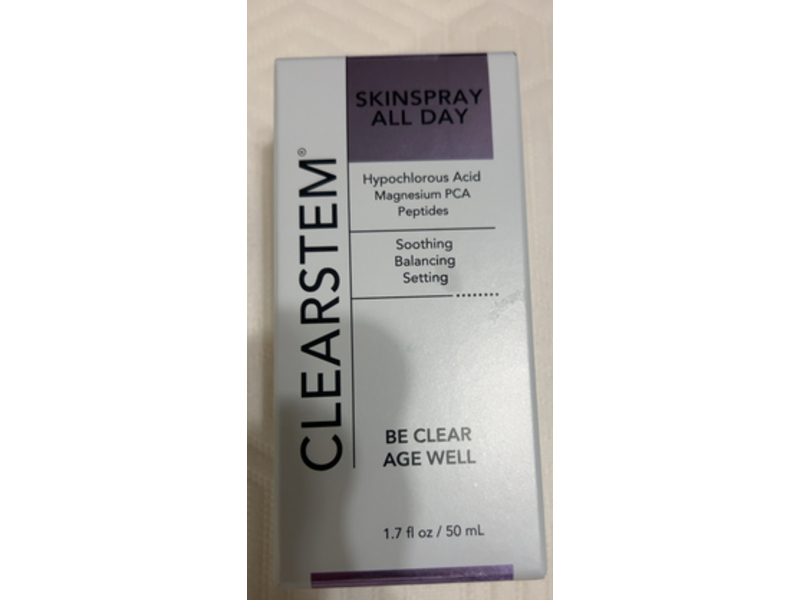 CLEARSTEM®
SKINSPRAY
ALL DAY
Hypochlorous Acid
Magnesium PCA
Peptides
Soothing
Balancing
Setting
BE CLEAR
AGE WELL
1.7 fl oz / 50 mL